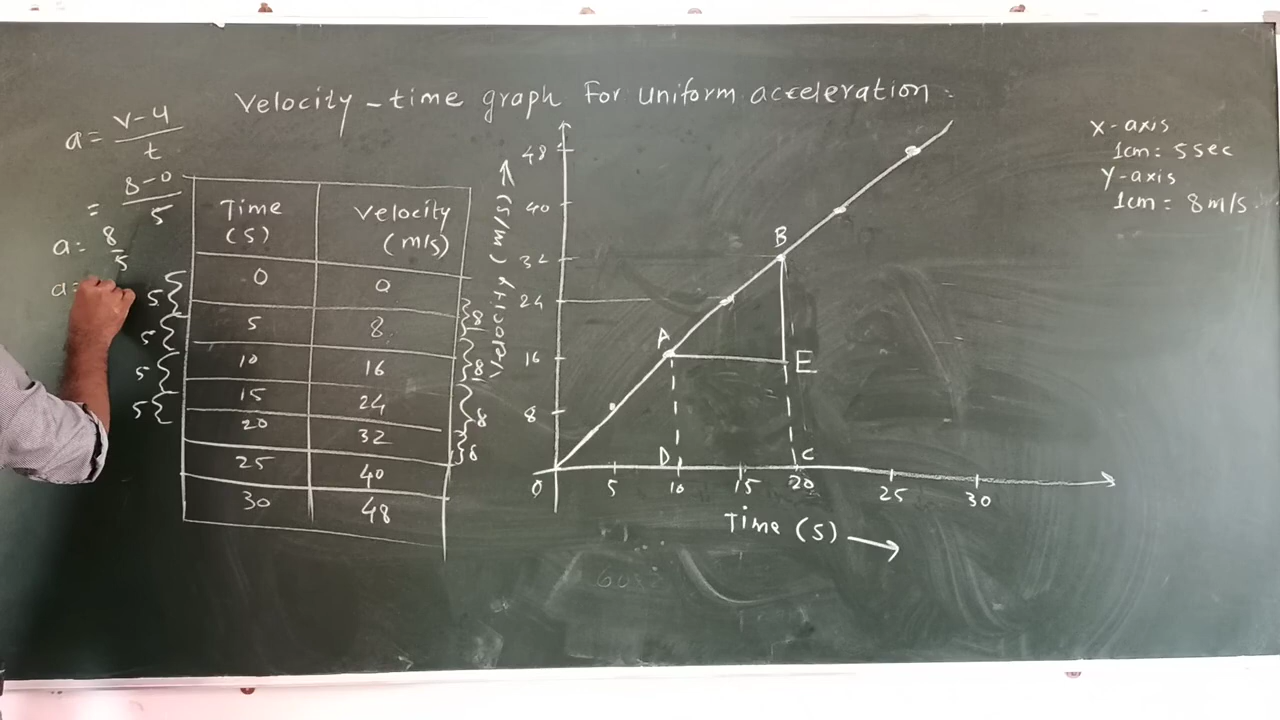 Velocity - time graph For uniform acceleration.
a = v-u
t
= 8-0
5
a = 8
5
a =
Time Velocity
(S) (m/s)
0 0
5 8
10 16
15 24
20 32
25 40
30 48
5
5
5
5
8
8
8
8
Velocity (m/s)
48
40
32
24
16
8
B
A
E
D C
0 5 10 15 20 25 30
Time (S)
X-axis
1cm = 5 sec
Y-axis
1cm = 8 m/s.
60